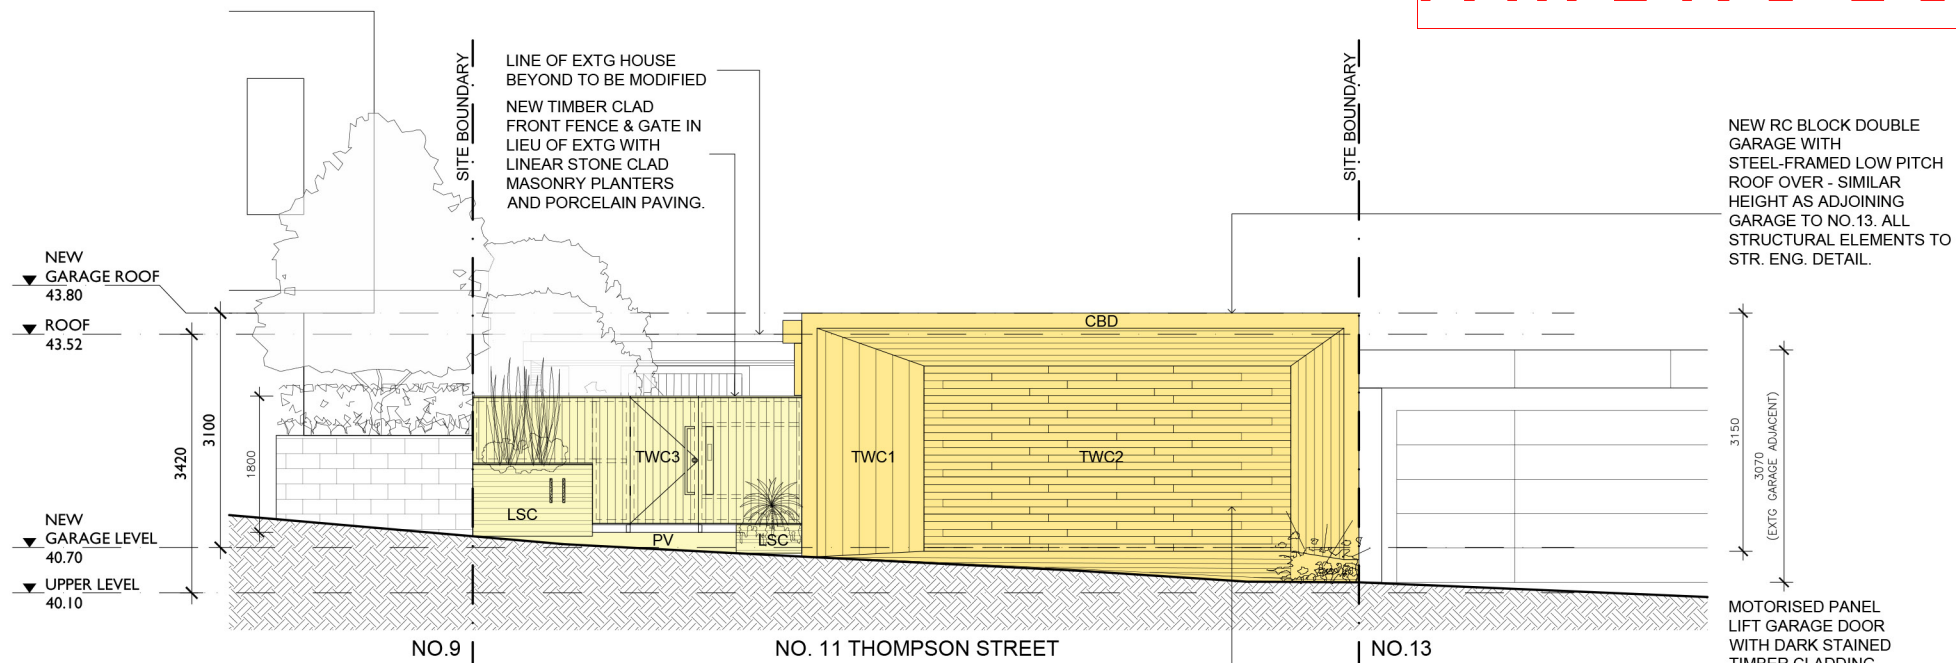 LINE OF EXTG HOUSE
BEYOND TO BE MODIFIED
NEW TIMBER CLAD
FRONT FENCE & GATE IN
LIEU OF EXTG WITH
LINEAR STONE CLAD
MASONRY PLANTERS
AND PORCELAIN PAVING.
SITE BOUNDARY
SITE BOUNDARY
NEW RC BLOCK DOUBLE
GARAGE WITH
STEEL-FRAMED LOW PITCH
ROOF OVER - SIMILAR
HEIGHT AS ADJOINING
GARAGE TO NO.13. ALL
STRUCTURAL ELEMENTS TO
STR. ENG. DETAIL.
NEW
GARAGE ROOF
43.80
ROOF
43.52
CBD
3420
3100
1800
TWC3
TWC1
TWC2
LSC
PV
LSC
3150
3070
(EXTG GARAGE ADJACENT)
NEW
GARAGE LEVEL
40.70
UPPER LEVEL
40.10
MOTORISED PANEL
LIFT GARAGE DOOR
WITH DARK STAINED
TIMBER CLADDING
NO.9
NO. 11 THOMPSON STREET
NO.13